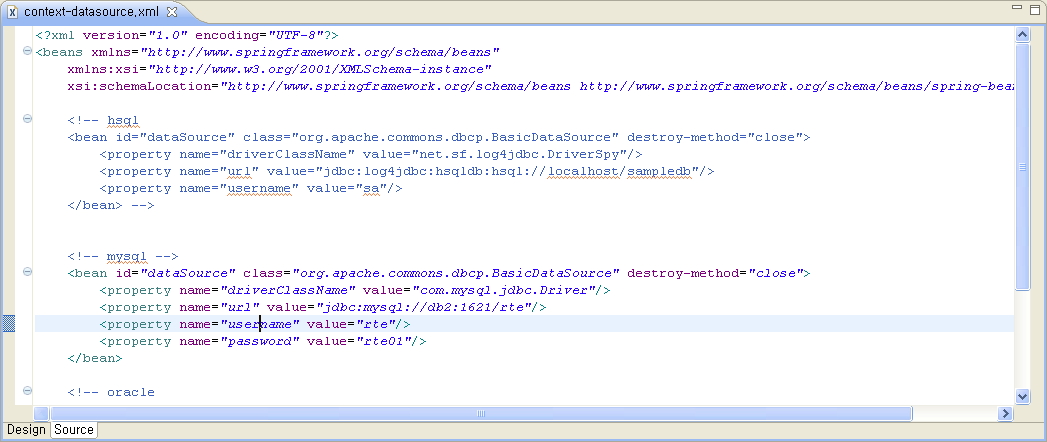 context-datasource.xml
<?xml version="1.0" encoding="UTF-8"?>
<beans xmlns="http://www.springframework.org/schema/beans"
xmlns:xsi="http://www.w3.org/2001/XMLSchema-instance"
xsi:schemaLocation="http://www.springframework.org/schema/beans http://www.springframework.org/schema/beans/spring-bea
<!-- hsql
<bean id="dataSource" class="org.apache.commons.dbcp.BasicDataSource" destroy-method="close">
<property name="driverClassName" value="net.sf.log4jdbc.DriverSpy"/>
<property name="url" value="jdbc:log4jdbc:hsqldb:hsql://localhost/sampledb"/>
<property name="username" value="sa"/>
</bean> -->
<!-- mysql -->
<bean id="dataSource" class="org.apache.commons.dbcp.BasicDataSource" destroy-method="close">
<property name="driverClassName" value="com.mysql.jdbc.Driver"/>
<property name="url" value="jdbc:mysql://db2:1621/rte"/>
<property name="username" value="rte"/>
<property name="password" value="rte01"/>
</bean>
<!-- oracle
Design Source